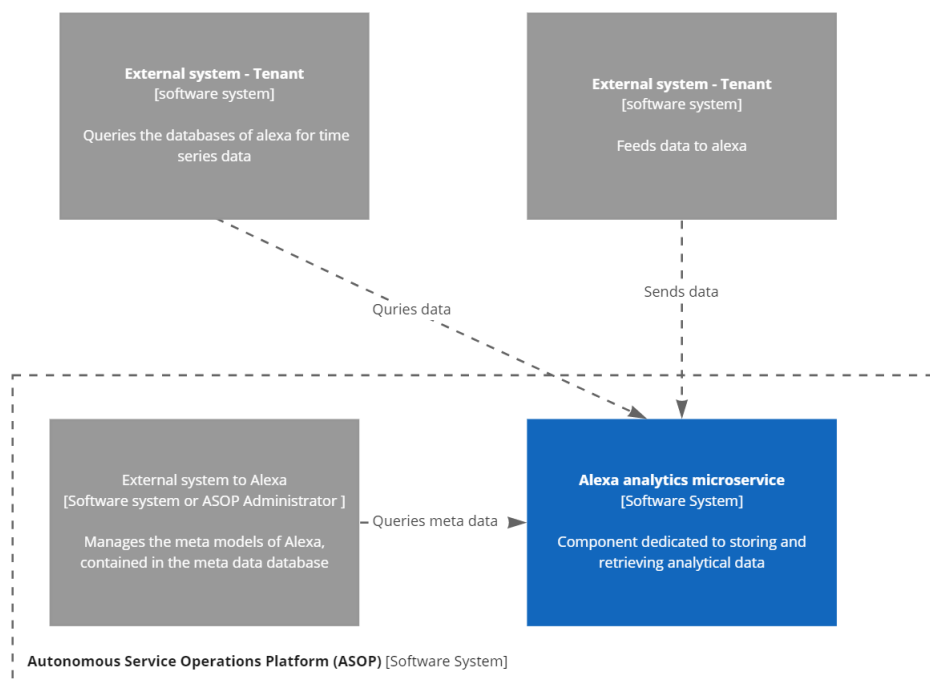 External system - Tenant
[software system]
Queries the databases of alexa for time
series data
External system - Tenant
[software system]
Feeds data to alexa
Quries data
Sends data
External system to Alexa
[Software system or ASOP Administrator ]
Manages the meta models of Alexa,
contained in the meta data database
Queries meta data
Alexa analytics microservice
[Software System]
Component dedicated to storing and
retrieving analytical data
Autonomous Service Operations Platform (ASOP) [Software System]